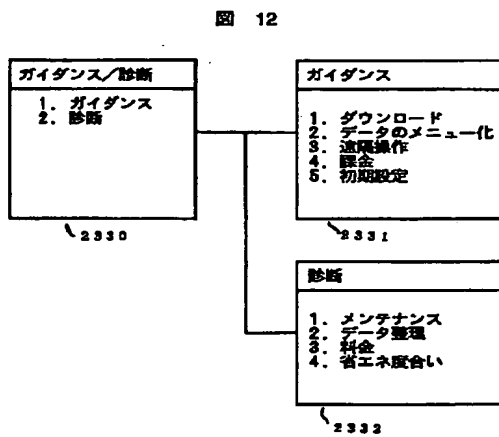 図 12
ガイダンス／診断
1. ガイダンス
2. 診断
2330
ガイダンス
1. ダウンロード
2. データのメニュー化
3. 遠隔操作
4. 課金
5. 初期設定
2331
診断
1. メンテナンス
2. データ整理
3. 料金
4. 省エネ度合い
2332